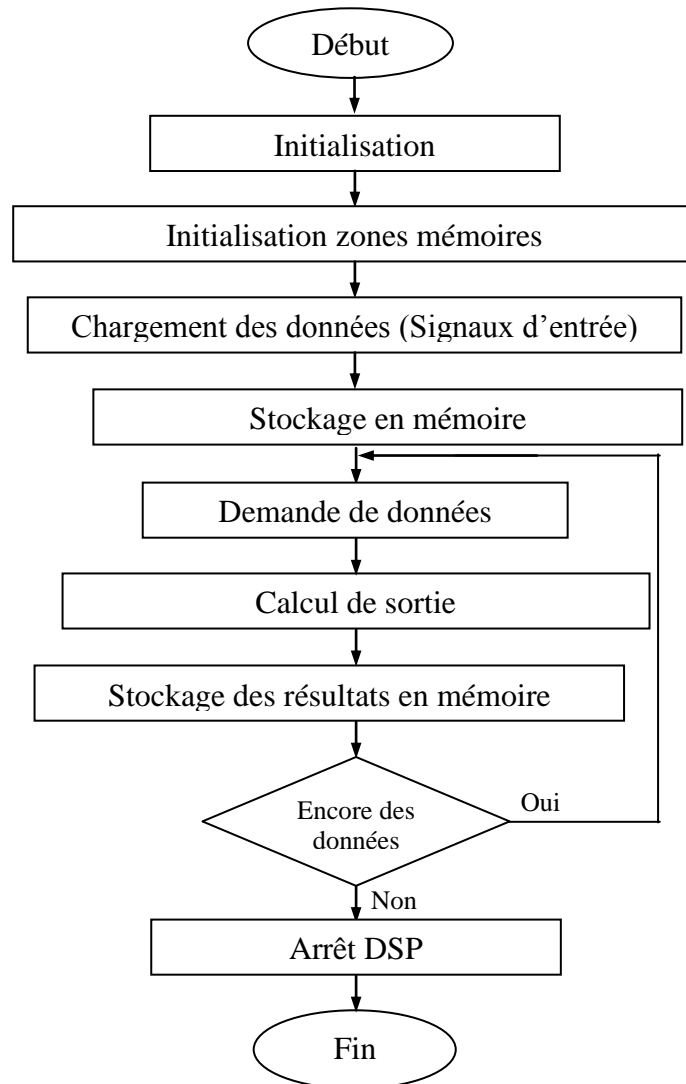 Début
Initialisation
Initialisation zones mémoires
Chargement des données (Signaux d'entrée)
Stockage en mémoire
Demande de données
Calcul de sortie
Stockage des résultats en mémoire
Encore des
données
Oui
Non
Arrêt DSP
Fin